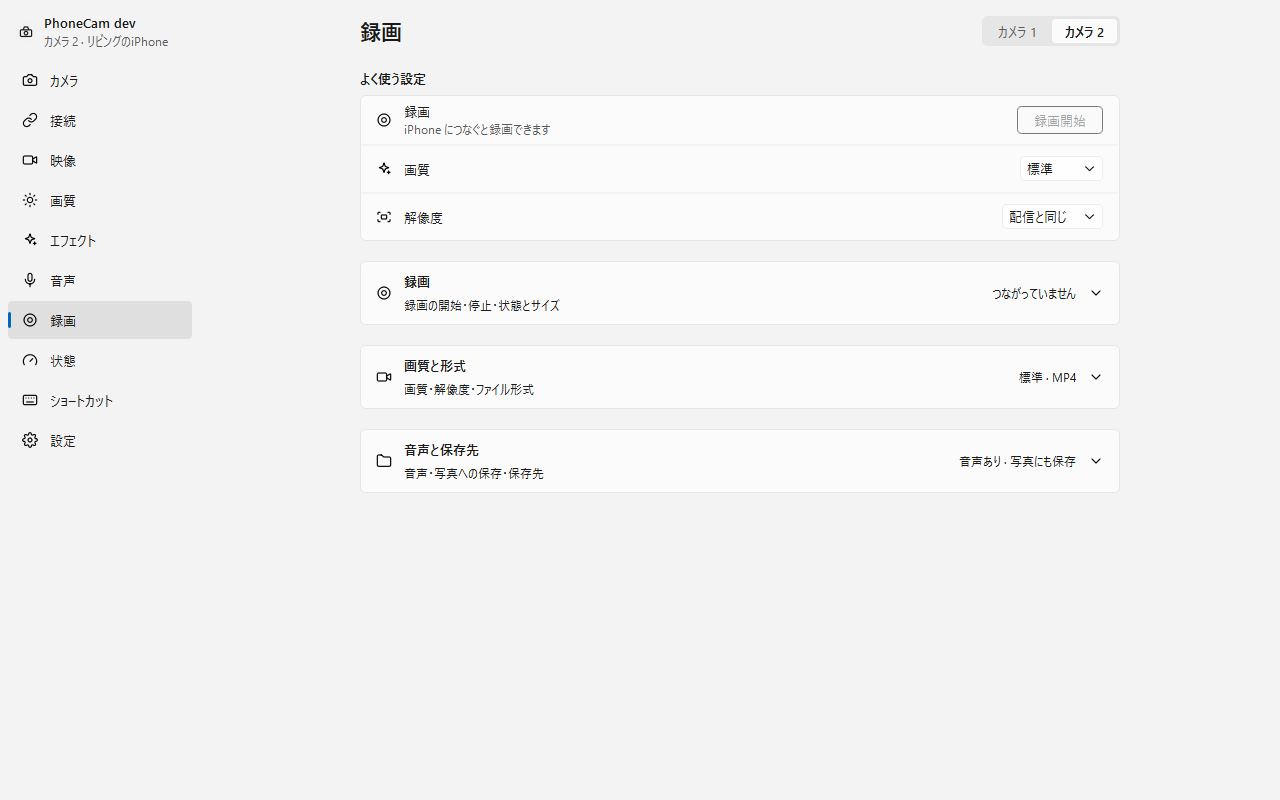 PhoneCam dev
カメラ 2 · リビングのiPhone
カメラ
接続
映像
画質
エフェクト
音声
録画
状態
ショートカット
設定
録画
カメラ 1
カメラ 2
よく使う設定
録画
iPhone につなぐと録画できます
録画開始
画質
標準
解像度
配信と同じ
録画
録画の開始・停止・状態とサイズ
つながっていません
画質と形式
画質・解像度・ファイル形式
標準 · MP4
音声と保存先
音声・写真への保存・保存先
音声あり · 写真にも保存